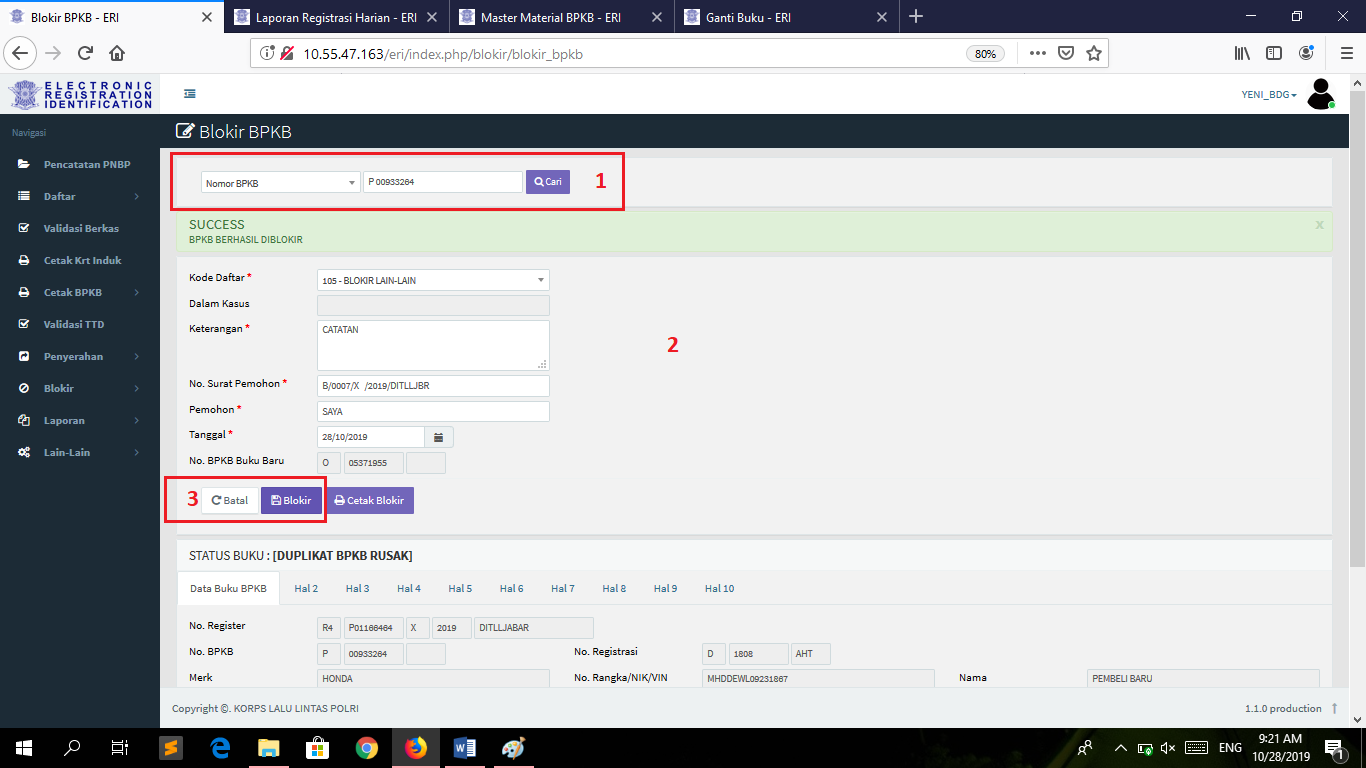 Blokir BPKB - ERI
Laporan Registrasi Harian - ERI
Master Material BPKB - ERI
Ganti Buku - ERI
10.55.47.163/eri/index.php/blokir/blokir_bpkb
80%
ELECTRONIC
REGISTRATION
IDENTIFICATION
YENI_BDG
Navigasi
Pencatatan PNBP
Daftar
Validasi Berkas
Cetak Krt Induk
Cetak BPKB
Validasi TTD
Penyerahan
Blokir
Laporan
Lain-Lain
Blokir BPKB
Nomor BPKB P 00933264 Cari 1
SUCCESS x
BPKB BERHASIL DIBLOKIR
Kode Daftar * 105 - BLOKIR LAIN-LAIN
Dalam Kasus
Keterangan * CATATAN
2
No. Surat Pemohon * B/0007/X /2019/DITLLJBR
Pemohon * SAYA
Tanggal * 28/10/2019
No. BPKB Buku Baru O 05371955
3 Batal Blokir Cetak Blokir
STATUS BUKU : [DUPLIKAT BPKB RUSAK]
Data Buku BPKB Hal 2 Hal 3 Hal 4 Hal 5 Hal 6 Hal 7 Hal 8 Hal 9 Hal 10
No. Register R4 P01166464 X 2019 DITLLJABAR
No. BPKB P 00933264 No. Registrasi D 1808 AHT
Merk HONDA No. Rangka/NIK/VIN MHDDEWL09231867 Nama PEMBELI BARU
Copyright ©. KORPS LALU LINTAS POLRI 1.1.0 production
ENG
9:21 AM
10/28/2019
1